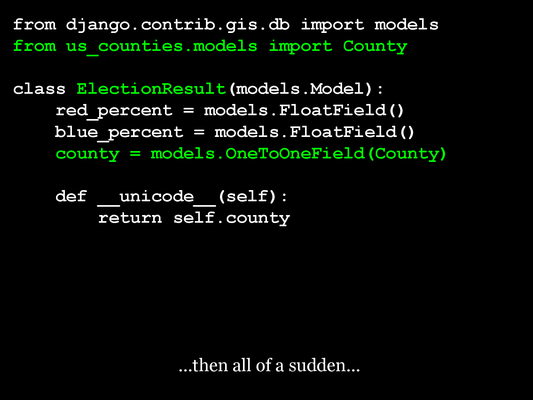 from django.contrib.gis.db import models
from us_counties.models import County
class ElectionResult(models.Model):
red_percent = models.FloatField()
blue_percent = models.FloatField()
county = models.OneToOneField(County)
def __unicode__(self):
return self.county
…then all of a sudden…